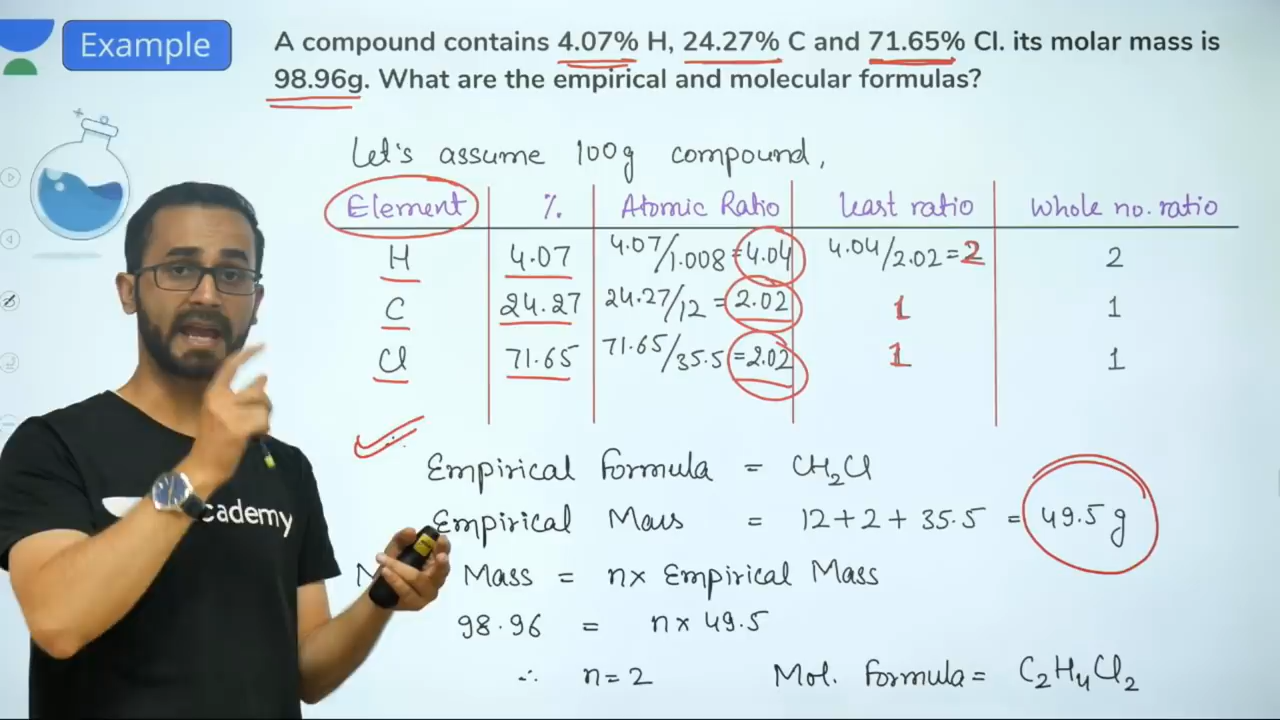 Example
A compound contains 4.07% H, 24.27% C and 71.65% Cl. its molar mass is
98.96g. What are the empirical and molecular formulas?
Let's assume 100g compound,
Element % Atomic Ratio least ratio Whole no. ratio
H 4.07 4.07/1.008 = 4.04 4.04/2.02 = 2 2
C 24.27 24.27/12 = 2.02 1 1
Cl 71.65 71.65/35.5 = 2.02 1 1
Empirical Formula = CH₂Cl
Empirical Mass = 12 + 2 + 35.5 = 49.5 g
Mass = n× Empirical Mass
98.96 = n× 49.5
∴ n = 2 Mol. Formula = C₂H₄Cl₂
cademy